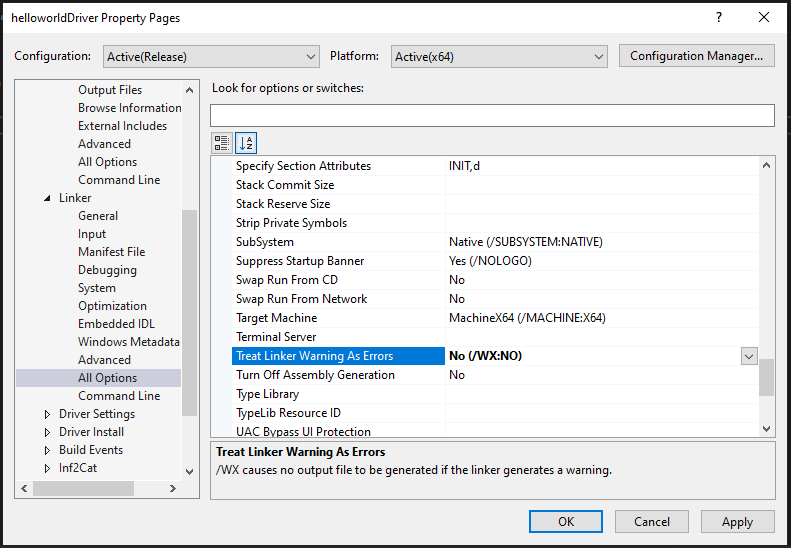 helloworldDriver Property Pages
?
Configuration: Active(Release) Platform: Active(x64) Configuration Manager...
Output Files
Browse Information
External Includes
Advanced
All Options
Command Line
Linker
General
Input
Manifest File
Debugging
System
Optimization
Embedded IDL
Windows Metadata
Advanced
All Options
Command Line
Driver Settings
Driver Install
Build Events
Inf2Cat
Look for options or switches:
A
Z
Specify Section Attributes INIT,d
Stack Commit Size
Stack Reserve Size
Strip Private Symbols
SubSystem Native (/SUBSYSTEM:NATIVE)
Suppress Startup Banner Yes (/NOLOGO)
Swap Run From CD No
Swap Run From Network No
Target Machine MachineX64 (/MACHINE:X64)
Terminal Server
Treat Linker Warning As Errors No (/WX:NO)
Turn Off Assembly Generation No
Type Library
TypeLib Resource ID
UAC Bypass UI Protection
Treat Linker Warning As Errors
/WX causes no output file to be generated if the linker generates a warning.
OK Cancel Apply